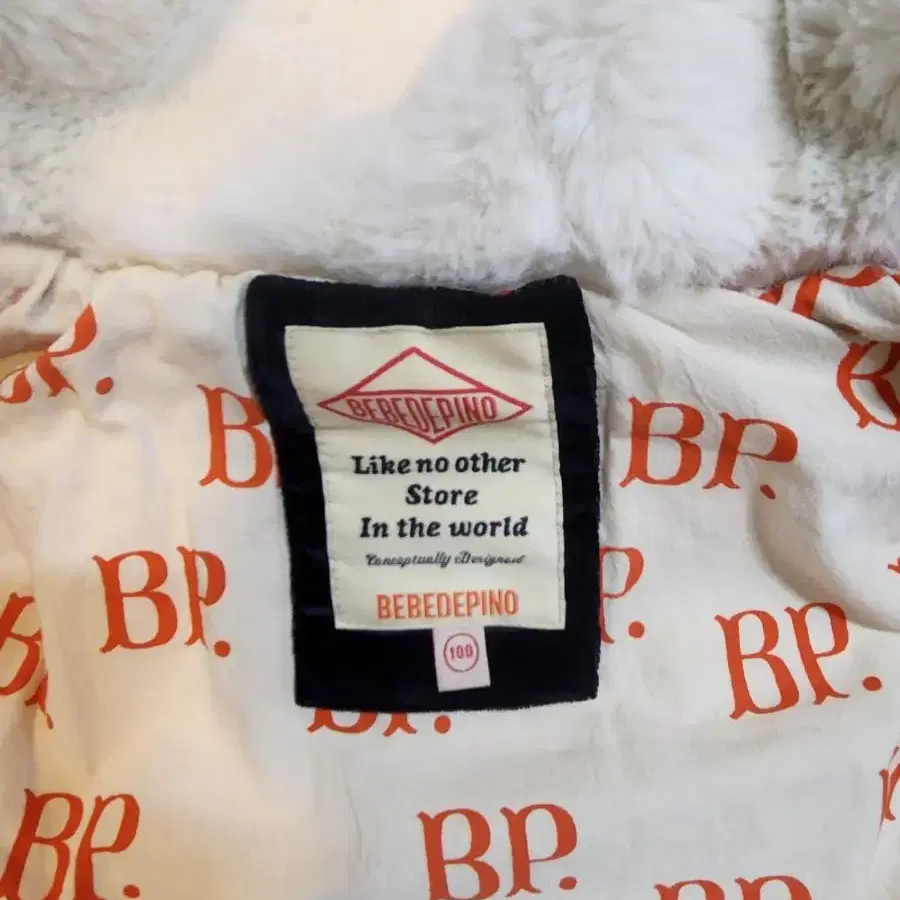 BEBEDEPINO
Like no other
Store
In the world
Conceptually Designed
BEBEDEPINO
100
BP.
BP.
B
BP.
BP.
BP.
BP.
BP.
BP.